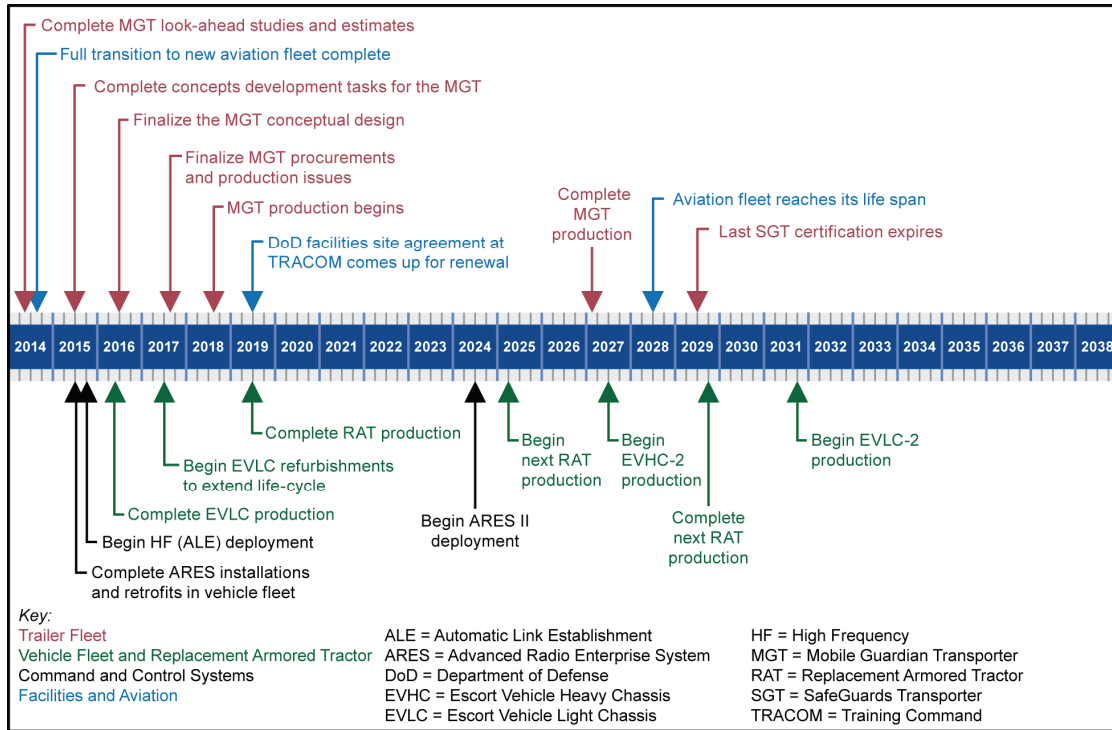 Complete MGT look-ahead studies and estimates
Full transition to new aviation fleet complete
Complete concepts development tasks for the MGT
Finalize the MGT conceptual design
Finalize MGT procurements
and production issues
MGT production begins
DoD facilities site agreement at
TRACOM comes up for renewal
Complete
MGT
production
Aviation fleet reaches its life span
Last SGT certification expires
2014 2015 2016 2017 2018 2019 2020 2021 2022 2023 2024 2025 2026 2027 2028 2029 2030 2031 2032 2033 2034 2035 2036 2037 2038
Complete RAT production
Begin EVLC refurbishments
to extend life-cycle
Complete EVLC production
Begin HF (ALE) deployment
Complete ARES installations
and retrofits in vehicle fleet
Begin ARES II
deployment
Begin
next RAT
production
Begin
EVHC-2
production
Complete
next RAT
production
Begin EVLC-2
production
Key:
Trailer Fleet
Vehicle Fleet and Replacement Armored Tractor
Command and Control Systems
Facilities and Aviation
ALE = Automatic Link Establishment
ARES = Advanced Radio Enterprise System
DoD = Department of Defense
EVHC = Escort Vehicle Heavy Chassis
EVLC = Escort Vehicle Light Chassis
HF = High Frequency
MGT = Mobile Guardian Transporter
RAT = Replacement Armored Tractor
SGT = SafeGuards Transporter
TRACOM = Training Command